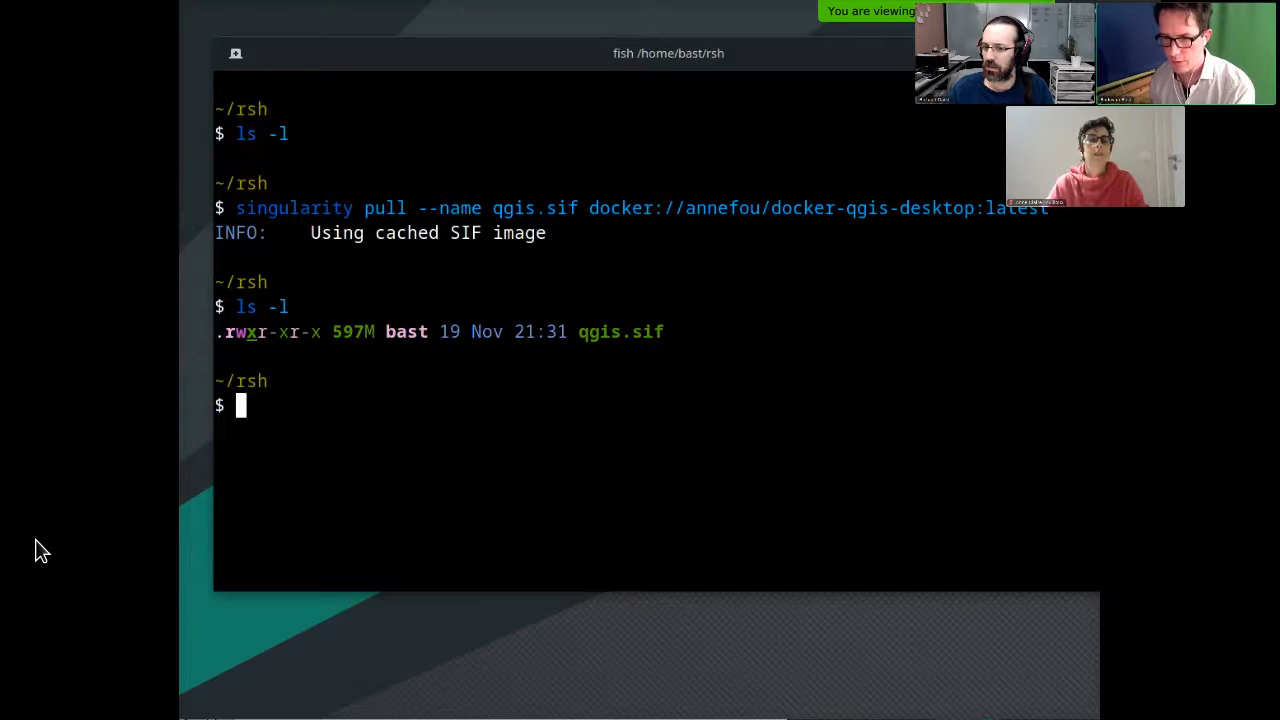 You are viewing
fish /home/bast/rsh
~/rsh
$ ls -l
~/rsh
$ singularity pull --name qgis.sif docker://annefou/docker-qgis-desktop:latest
INFO:    Using cached SIF image
~/rsh
$ ls -l
.rwxr-xr-x 597M bast 19 Nov 21:31 qgis.sif
~/rsh
$